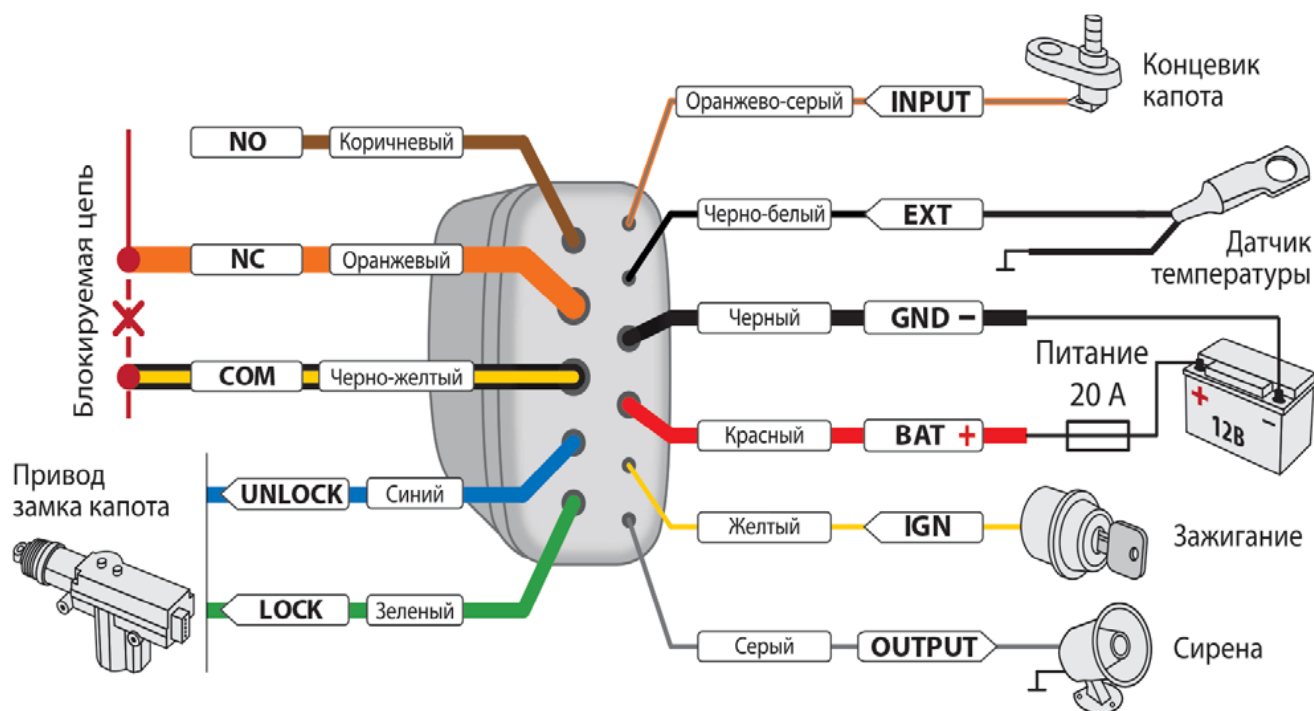 Оранжево-серый
INPUT
Концевик
капота
NO
Коричневый
Черно-белый
EXT
Датчик
температуры
Блокируемая цепь
NC
Оранжевый
Черный
GND −
Питание
20 А
+
−
12В
COM
Черно-желтый
Красный
BAT +
Привод
замка капота
UNLOCK
Синий
Желтый
IGN
Зажигание
LOCK
Зеленый
Серый
OUTPUT
Сирена